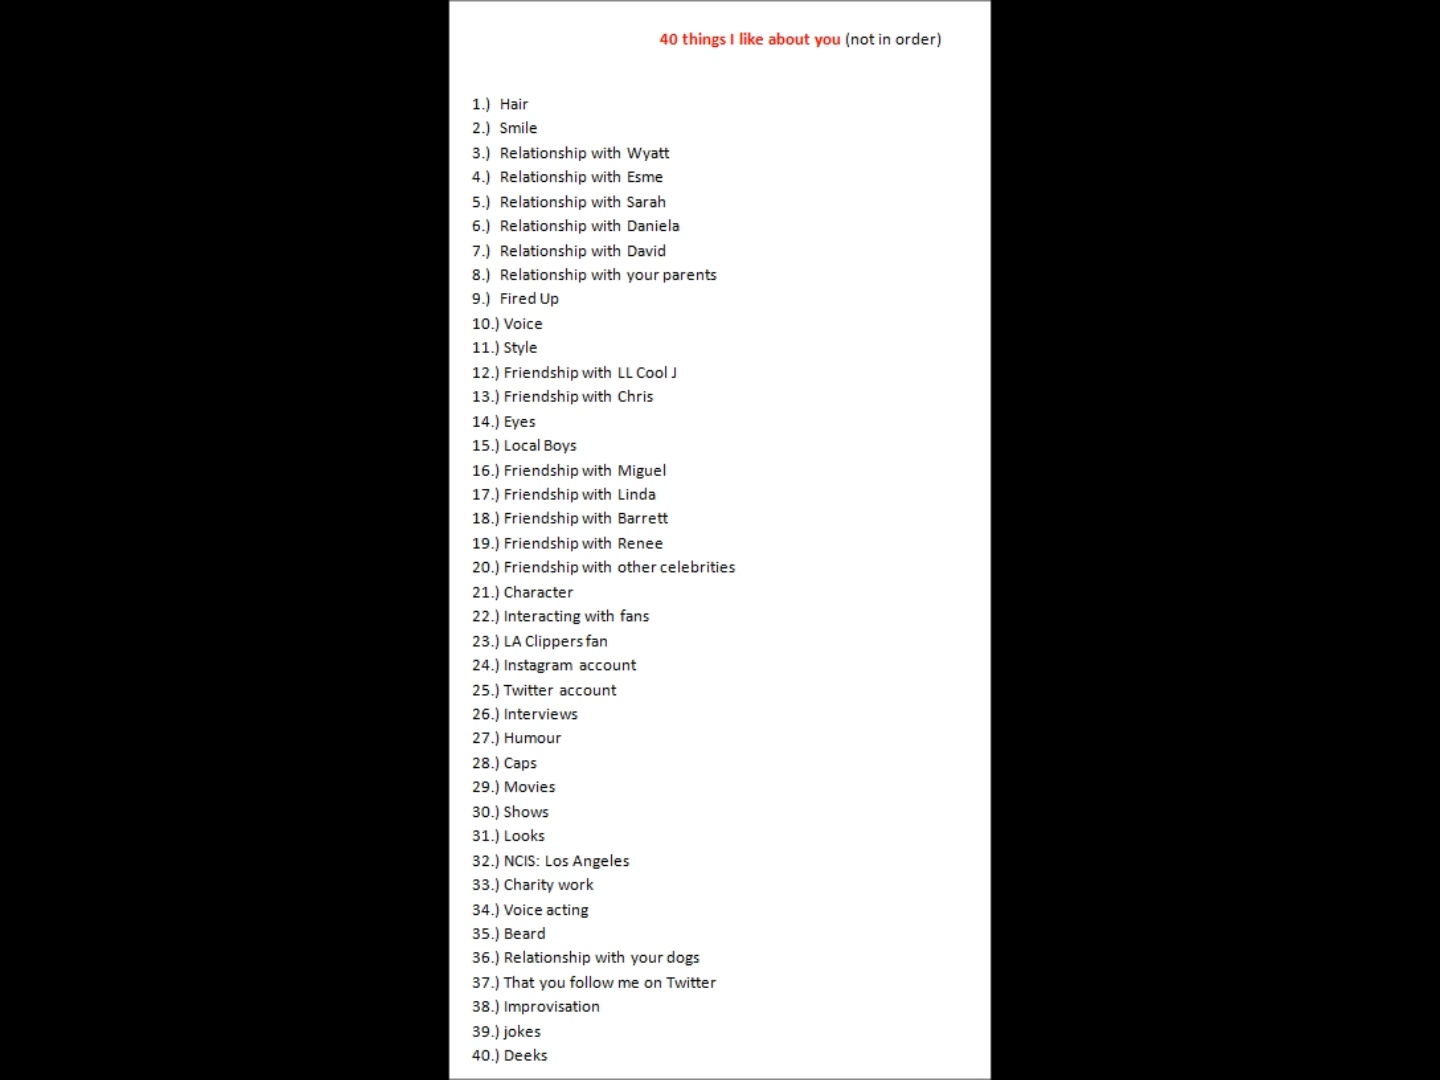 40 things I like about you (not in order)
1.) Hair
2.) Smile
3.) Relationship with Wyatt
4.) Relationship with Esme
5.) Relationship with Sarah
6.) Relationship with Daniela
7.) Relationship with David
8.) Relationship with your parents
9.) Fired Up
10.) Voice
11.) Style
12.) Friendship with LL Cool J
13.) Friendship with Chris
14.) Eyes
15.) Local Boys
16.) Friendship with Miguel
17.) Friendship with Linda
18.) Friendship with Barrett
19.) Friendship with Renee
20.) Friendship with other celebrities
21.) Character
22.) Interacting with fans
23.) LA Clippers fan
24.) Instagram account
25.) Twitter account
26.) Interviews
27.) Humour
28.) Caps
29.) Movies
30.) Shows
31.) Looks
32.) NCIS: Los Angeles
33.) Charity work
34.) Voice acting
35.) Beard
36.) Relationship with your dogs
37.) That you follow me on Twitter
38.) Improvisation
39.) jokes
40.) Deeks